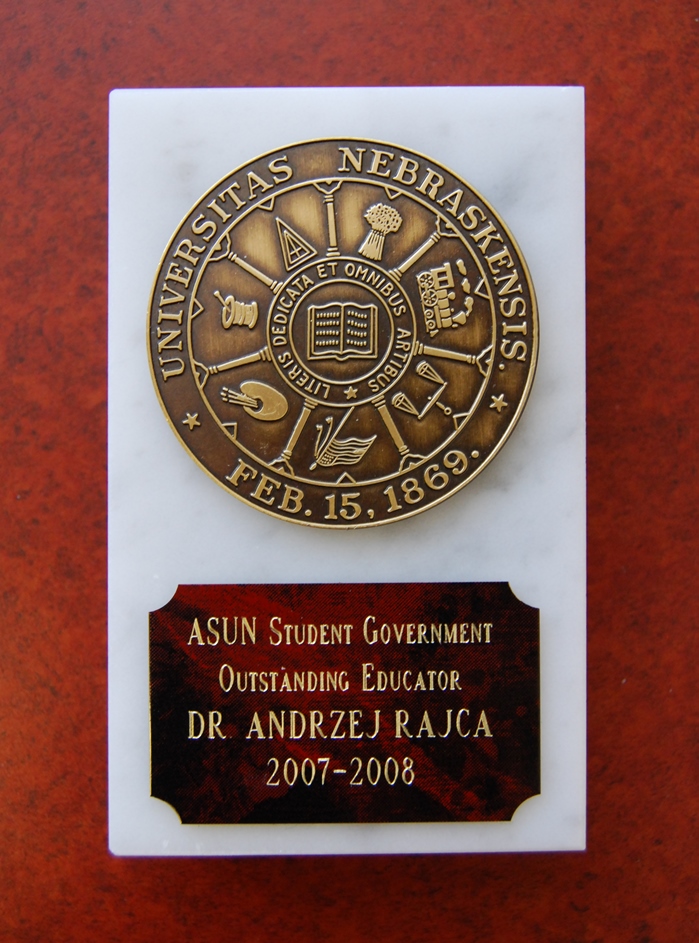 UNIVERSITAS NEBRASKENSIS.
LITERIS DEDICATA ET OMNIBUS ARTIBUS
FEB. 15, 1869.
ASUN STUDENT GOVERNMENT
OUTSTANDING EDUCATOR
DR. ANDRZEJ RAJCA
2007-2008